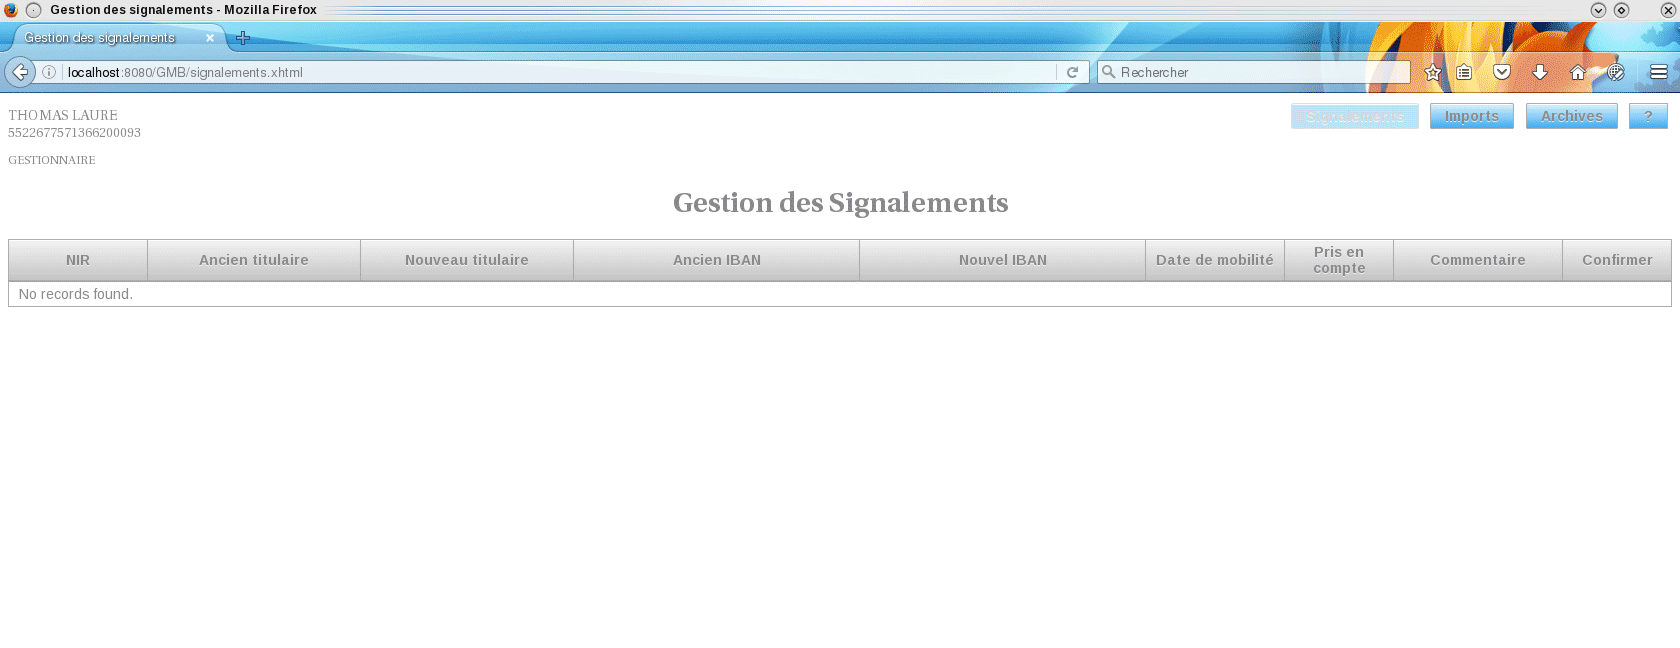 Gestion des signalements - Mozilla Firefox
Gestion des signalements
localhost:8080/GMB/signalements.xhtml
Rechercher
THOMAS LAURE
5522677571366200093
GESTIONNAIRE
Signalements
Imports
Archives
?
Gestion des Signalements
NIR
Ancien titulaire
Nouveau titulaire
Ancien IBAN
Nouvel IBAN
Date de mobilité
Pris en
compte
Commentaire
Confirmer
No records found.